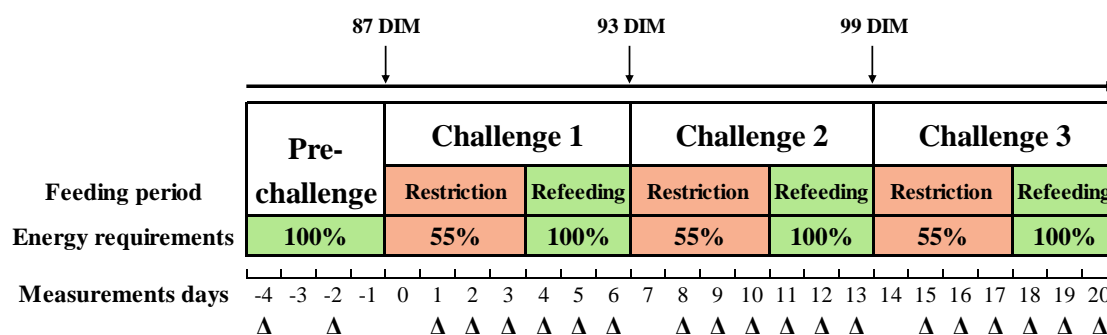 87 DIM 93 DIM 99 DIM
Pre-challenge Challenge 1 Challenge 2 Challenge 3
Feeding period Restriction Refeeding Restriction Refeeding Restriction Refeeding
Energy requirements 100% 55% 100% 55% 100% 55% 100%
Measurements days -4 -3 -2 -1 0 1 2 3 4 5 6 7 8 9 10 11 12 13 14 15 16 17 18 19 20
Δ Δ Δ Δ Δ Δ Δ Δ Δ Δ Δ Δ Δ Δ Δ Δ Δ Δ Δ Δ